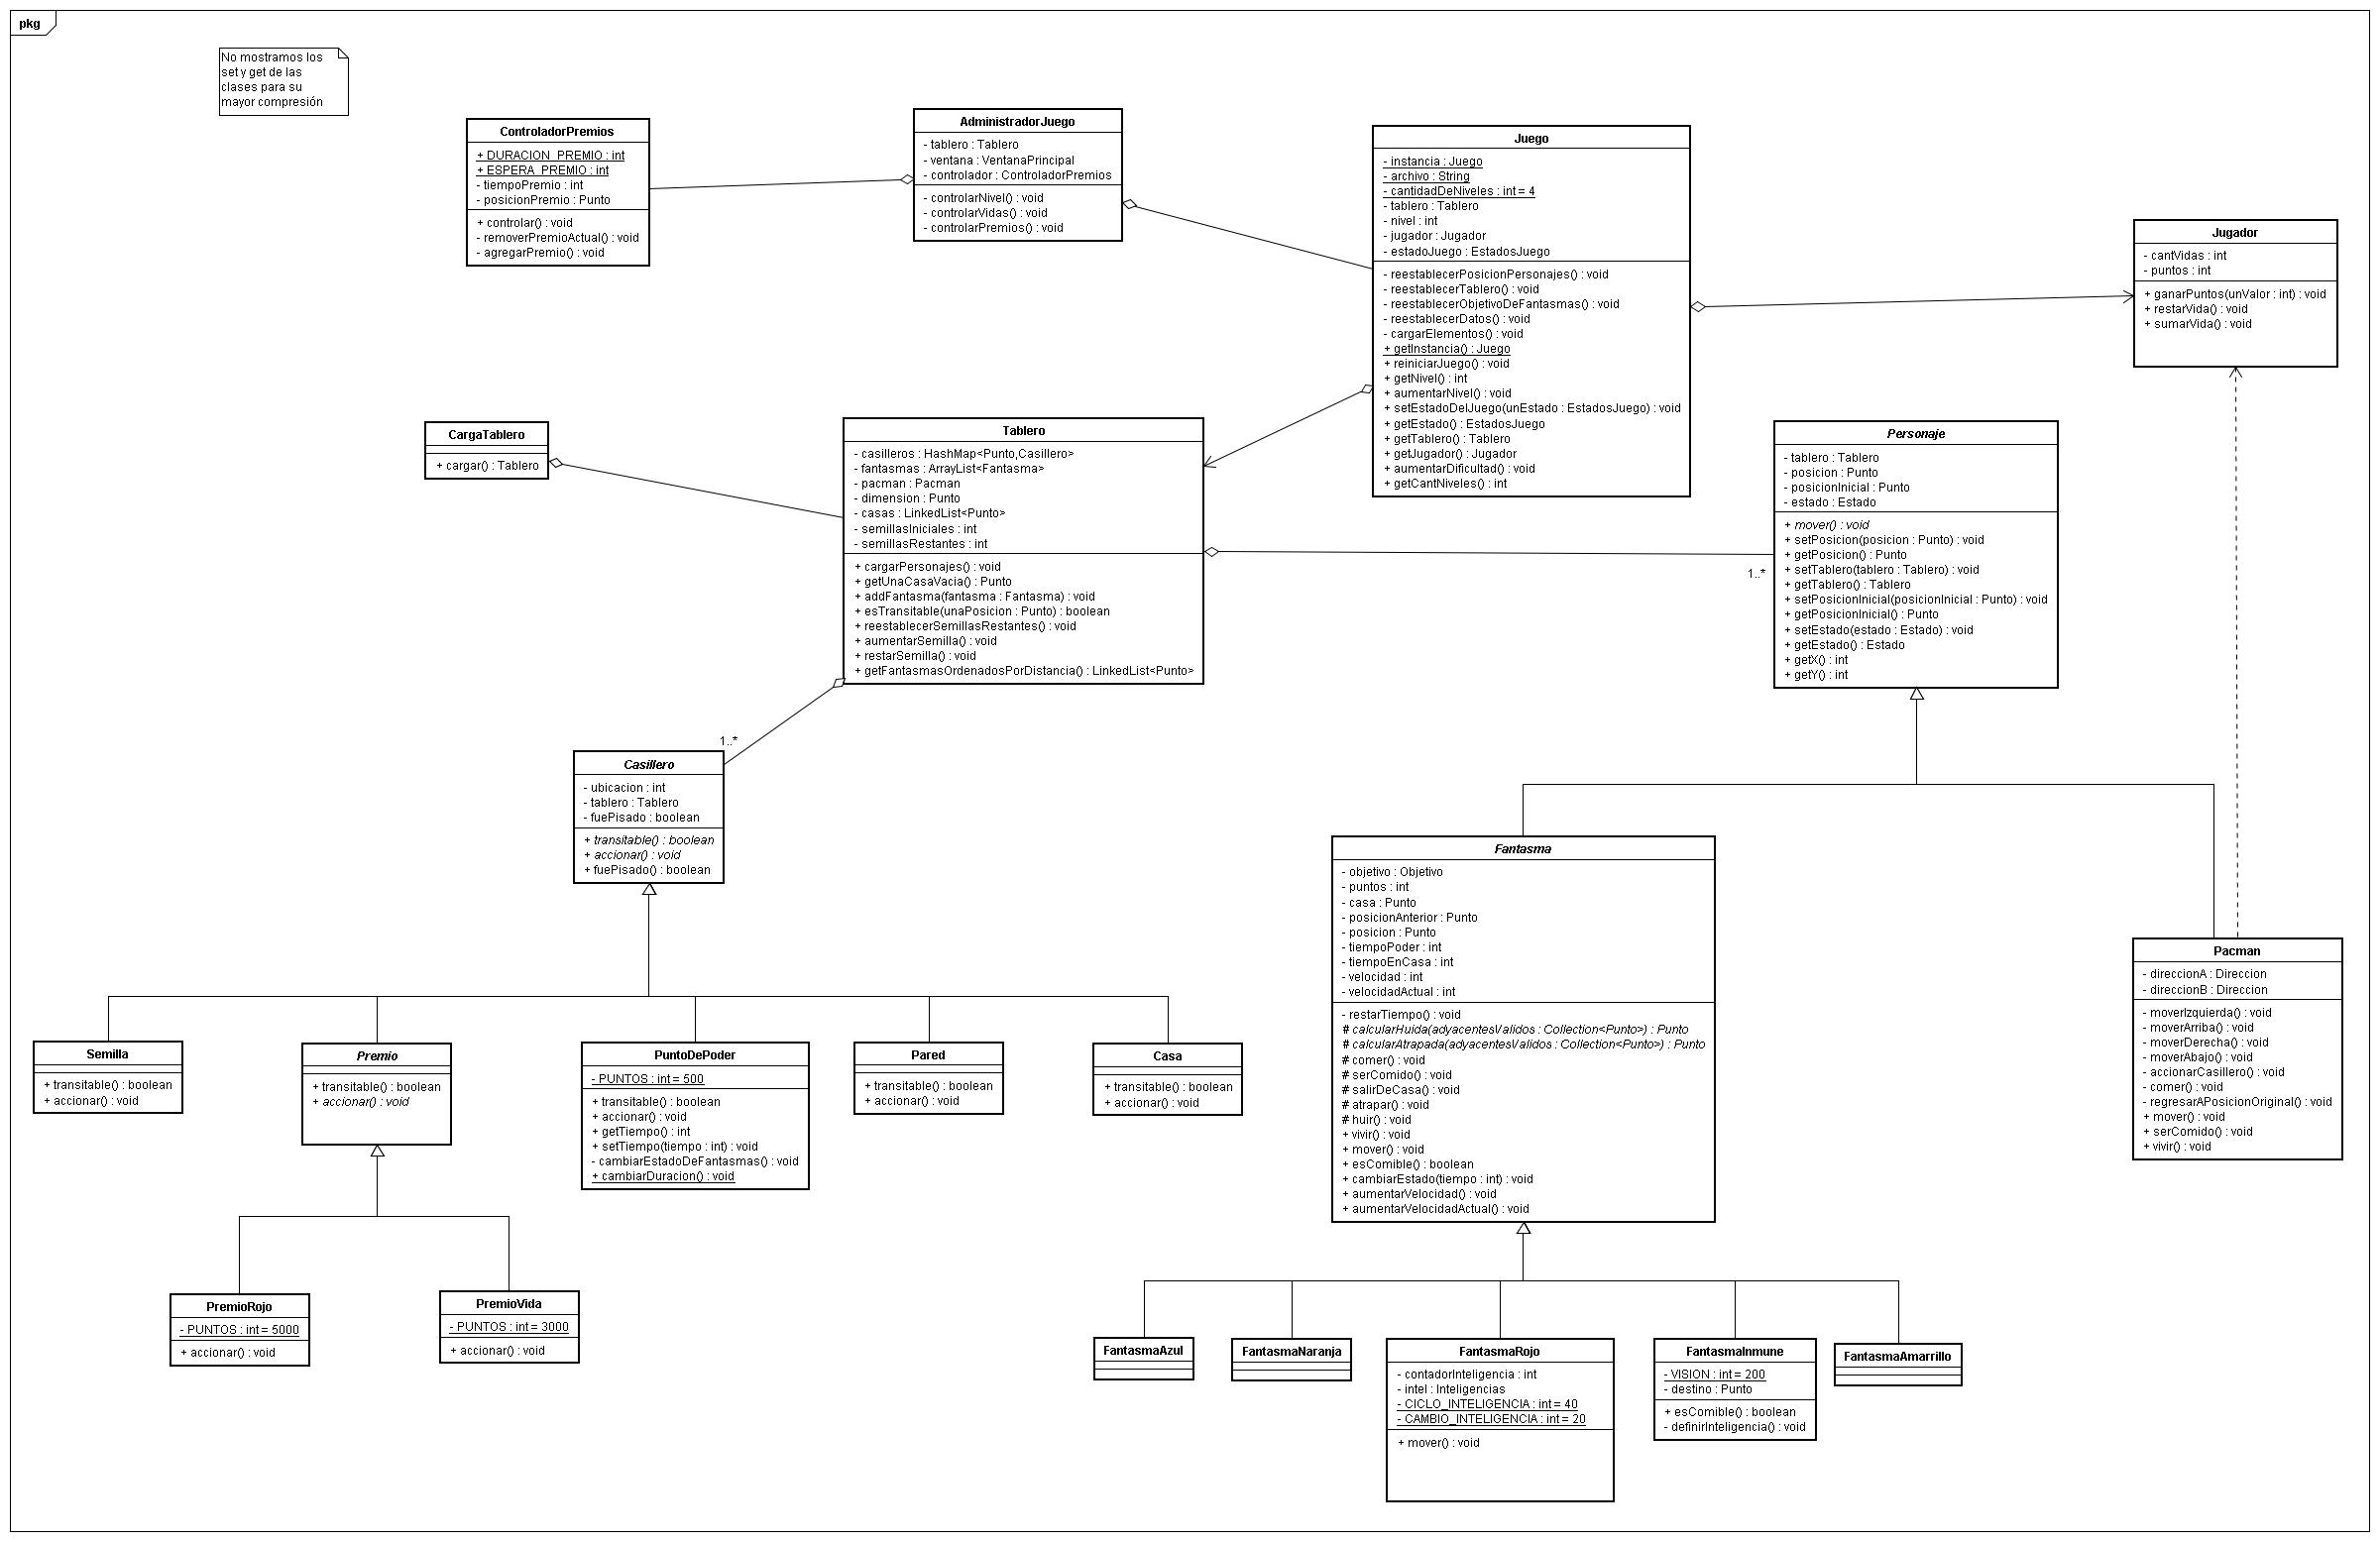 pkg
No mostramos los
set y get de las
clases para su
mayor compresión
ControladorPremios
+ DURACION_PREMIO : int
+ ESPERA_PREMIO : int
- tiempoPremio : int
- posicionPremio : Punto
+ controlar() : void
- removerPremioActual() : void
- agregarPremio() : void
AdministradorJuego
- tablero : Tablero
- ventana : VentanaPrincipal
- controlador : ControladorPremios
- controlarNivel() : void
- controlarVidas() : void
- controlarPremios() : void
Juego
- instancia : Juego
- archivo : String
- cantidadDeNiveles : int = 4
- tablero : Tablero
- nivel : int
- jugador : Jugador
- estadoJuego : EstadosJuego
- reestablecerPosicionPersonajes() : void
- reestablecerTablero() : void
- reestablecerObjetivoDeFantasmas() : void
- reestablecerDatos() : void
- cargarElementos() : void
+ getInstancia() : Juego
+ reiniciarJuego() : void
+ getNivel() : int
+ aumentarNivel() : void
+ setEstadoDelJuego(unEstado : EstadosJuego) : void
+ getEstado() : EstadosJuego
+ getTablero() : Tablero
+ getJugador() : Jugador
+ aumentarDificultad() : void
+ getCantNiveles() : int
Jugador
- cantVidas : int
- puntos : int
+ ganarPuntos(unValor : int) : void
+ restarVida() : void
+ sumarVida() : void
CargaTablero
+ cargar() : Tablero
Tablero
- casilleros : HashMap<Punto,Casillero>
- fantasmas : ArrayList<Fantasma>
- pacman : Pacman
- dimension : Punto
- casas : LinkedList<Punto>
- semillasIniciales : int
- semillasRestantes : int
+ cargarPersonajes() : void
+ getUnaCasaVacia() : Punto
+ addFantasma(fantasma : Fantasma) : void
+ esTransitable(unaPosicion : Punto) : boolean
+ reestablecerSemillasRestantes() : void
+ aumentarSemilla() : void
+ restarSemilla() : void
+ getFantasmasOrdenadosPorDistancia() : LinkedList<Punto>
Personaje
- tablero : Tablero
- posicion : Punto
- posicionInicial : Punto
- estado : Estado
+ mover() : void
+ setPosicion(posicion : Punto) : void
+ getPosicion() : Punto
+ setTablero(tablero : Tablero) : void
+ getTablero() : Tablero
+ setPosicionInicial(posicionInicial : Punto) : void
+ getPosicionInicial() : Punto
+ setEstado(estado : Estado) : void
+ getEstado() : Estado
+ getX() : int
+ getY() : int
1..*
1..*
Casillero
- ubicacion : int
- tablero : Tablero
- fuePisado : boolean
+ transitable() : boolean
+ accionar() : void
+ fuePisado() : boolean
Fantasma
- objetivo : Objetivo
- puntos : int
- casa : Punto
- posicionAnterior : Punto
- posicion : Punto
- tiempoPoder : int
- tiempoEnCasa : int
- velocidad : int
- velocidadActual : int
- restarTiempo() : void
# calcularHuida(adyacentesValidos : Collection<Punto>) : Punto
# calcularAtrapada(adyacentesValidos : Collection<Punto>) : Punto
# comer() : void
# serComido() : void
# salirDeCasa() : void
# atrapar() : void
# huir() : void
+ vivir() : void
+ mover() : void
+ esComible() : boolean
+ cambiarEstado(tiempo : int) : void
+ aumentarVelocidad() : void
+ aumentarVelocidadActual() : void
Pacman
- direccionA : Direccion
- direccionB : Direccion
- moverIzquierda() : void
- moverArriba() : void
- moverDerecha() : void
- moverAbajo() : void
- accionarCasillero() : void
- comer() : void
- regresarAPosicionOriginal() : void
+ mover() : void
+ serComido() : void
+ vivir() : void
Semilla
+ transitable() : boolean
+ accionar() : void
Premio
+ transitable() : boolean
+ accionar() : void
PuntoDePoder
- PUNTOS : int = 500
+ transitable() : boolean
+ accionar() : void
+ getTiempo() : int
+ setTiempo(tiempo : int) : void
- cambiarEstadoDeFantasmas() : void
+ cambiarDuracion() : void
Pared
+ transitable() : boolean
+ accionar() : void
Casa
+ transitable() : boolean
+ accionar() : void
PremioRojo
- PUNTOS : int = 5000
+ accionar() : void
PremioVida
- PUNTOS : int = 3000
+ accionar() : void
FantasmaAzul
FantasmaNaranja
FantasmaRojo
- contadorInteligencia : int
- intel : Inteligencias
- CICLO_INTELIGENCIA : int = 40
- CAMBIO_INTELIGENCIA : int = 20
+ mover() : void
FantasmaInmune
- VISION : int = 200
- destino : Punto
+ esComible() : boolean
- definirInteligencia() : void
FantasmaAmarrillo